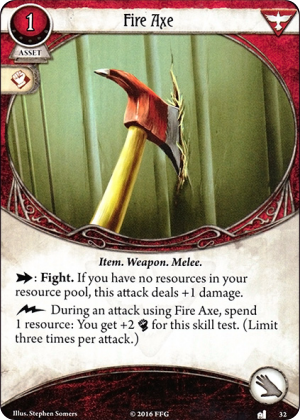 Fire Axe
1
ASSET
Item. Weapon. Melee.
: Fight. If you have no resources in your
resource pool, this attack deals +1 damage.
During an attack using Fire Axe, spend
1 resource: You get +2 for this skill test. (Limit
three times per attack.)
Illus. Stephen Somers
© 2016 FFG
32